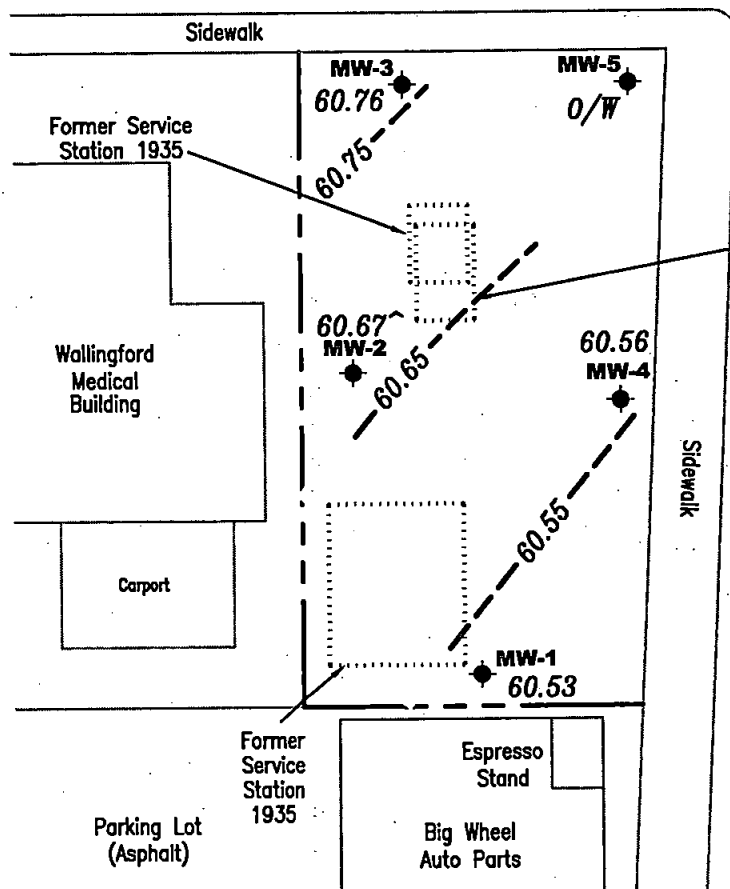 Sidewalk
MW-3
60.76
MW-5
O/W
Former Service
Station 1935
60.75
60.67^
MW-2
60.65
60.56
MW-4
Wallingford
Medical
Building
Sidewalk
60.55
Carport
MW-1
60.53
Former
Service
Station
1935
Espresso
Stand
Parking Lot
(Asphalt)
Big Wheel
Auto Parts